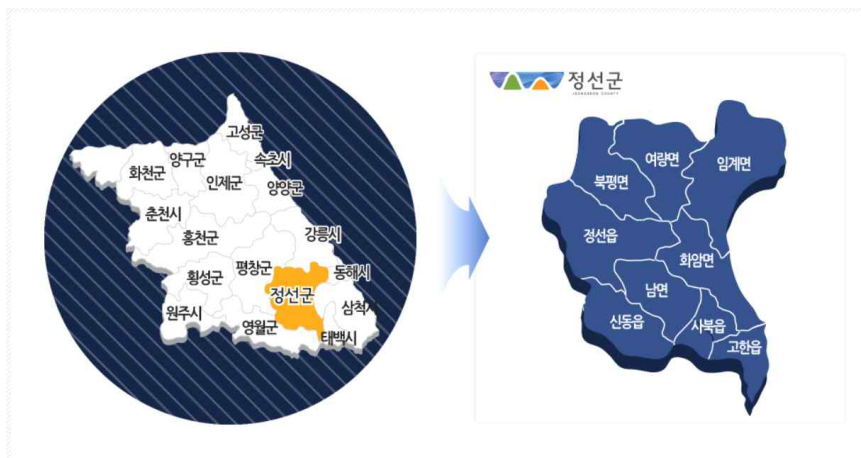 고성군
속초시
양구군
화천군
인제군
양양군
춘천시
강릉시
홍천군
평창군
동해시
횡성군
정선군
삼척시
원주시
영월군
태백시
정선군
JEONGSEON COUNTY
여량면
임계면
북평면
정선읍
화암면
남면
신동읍
사북읍
고한읍